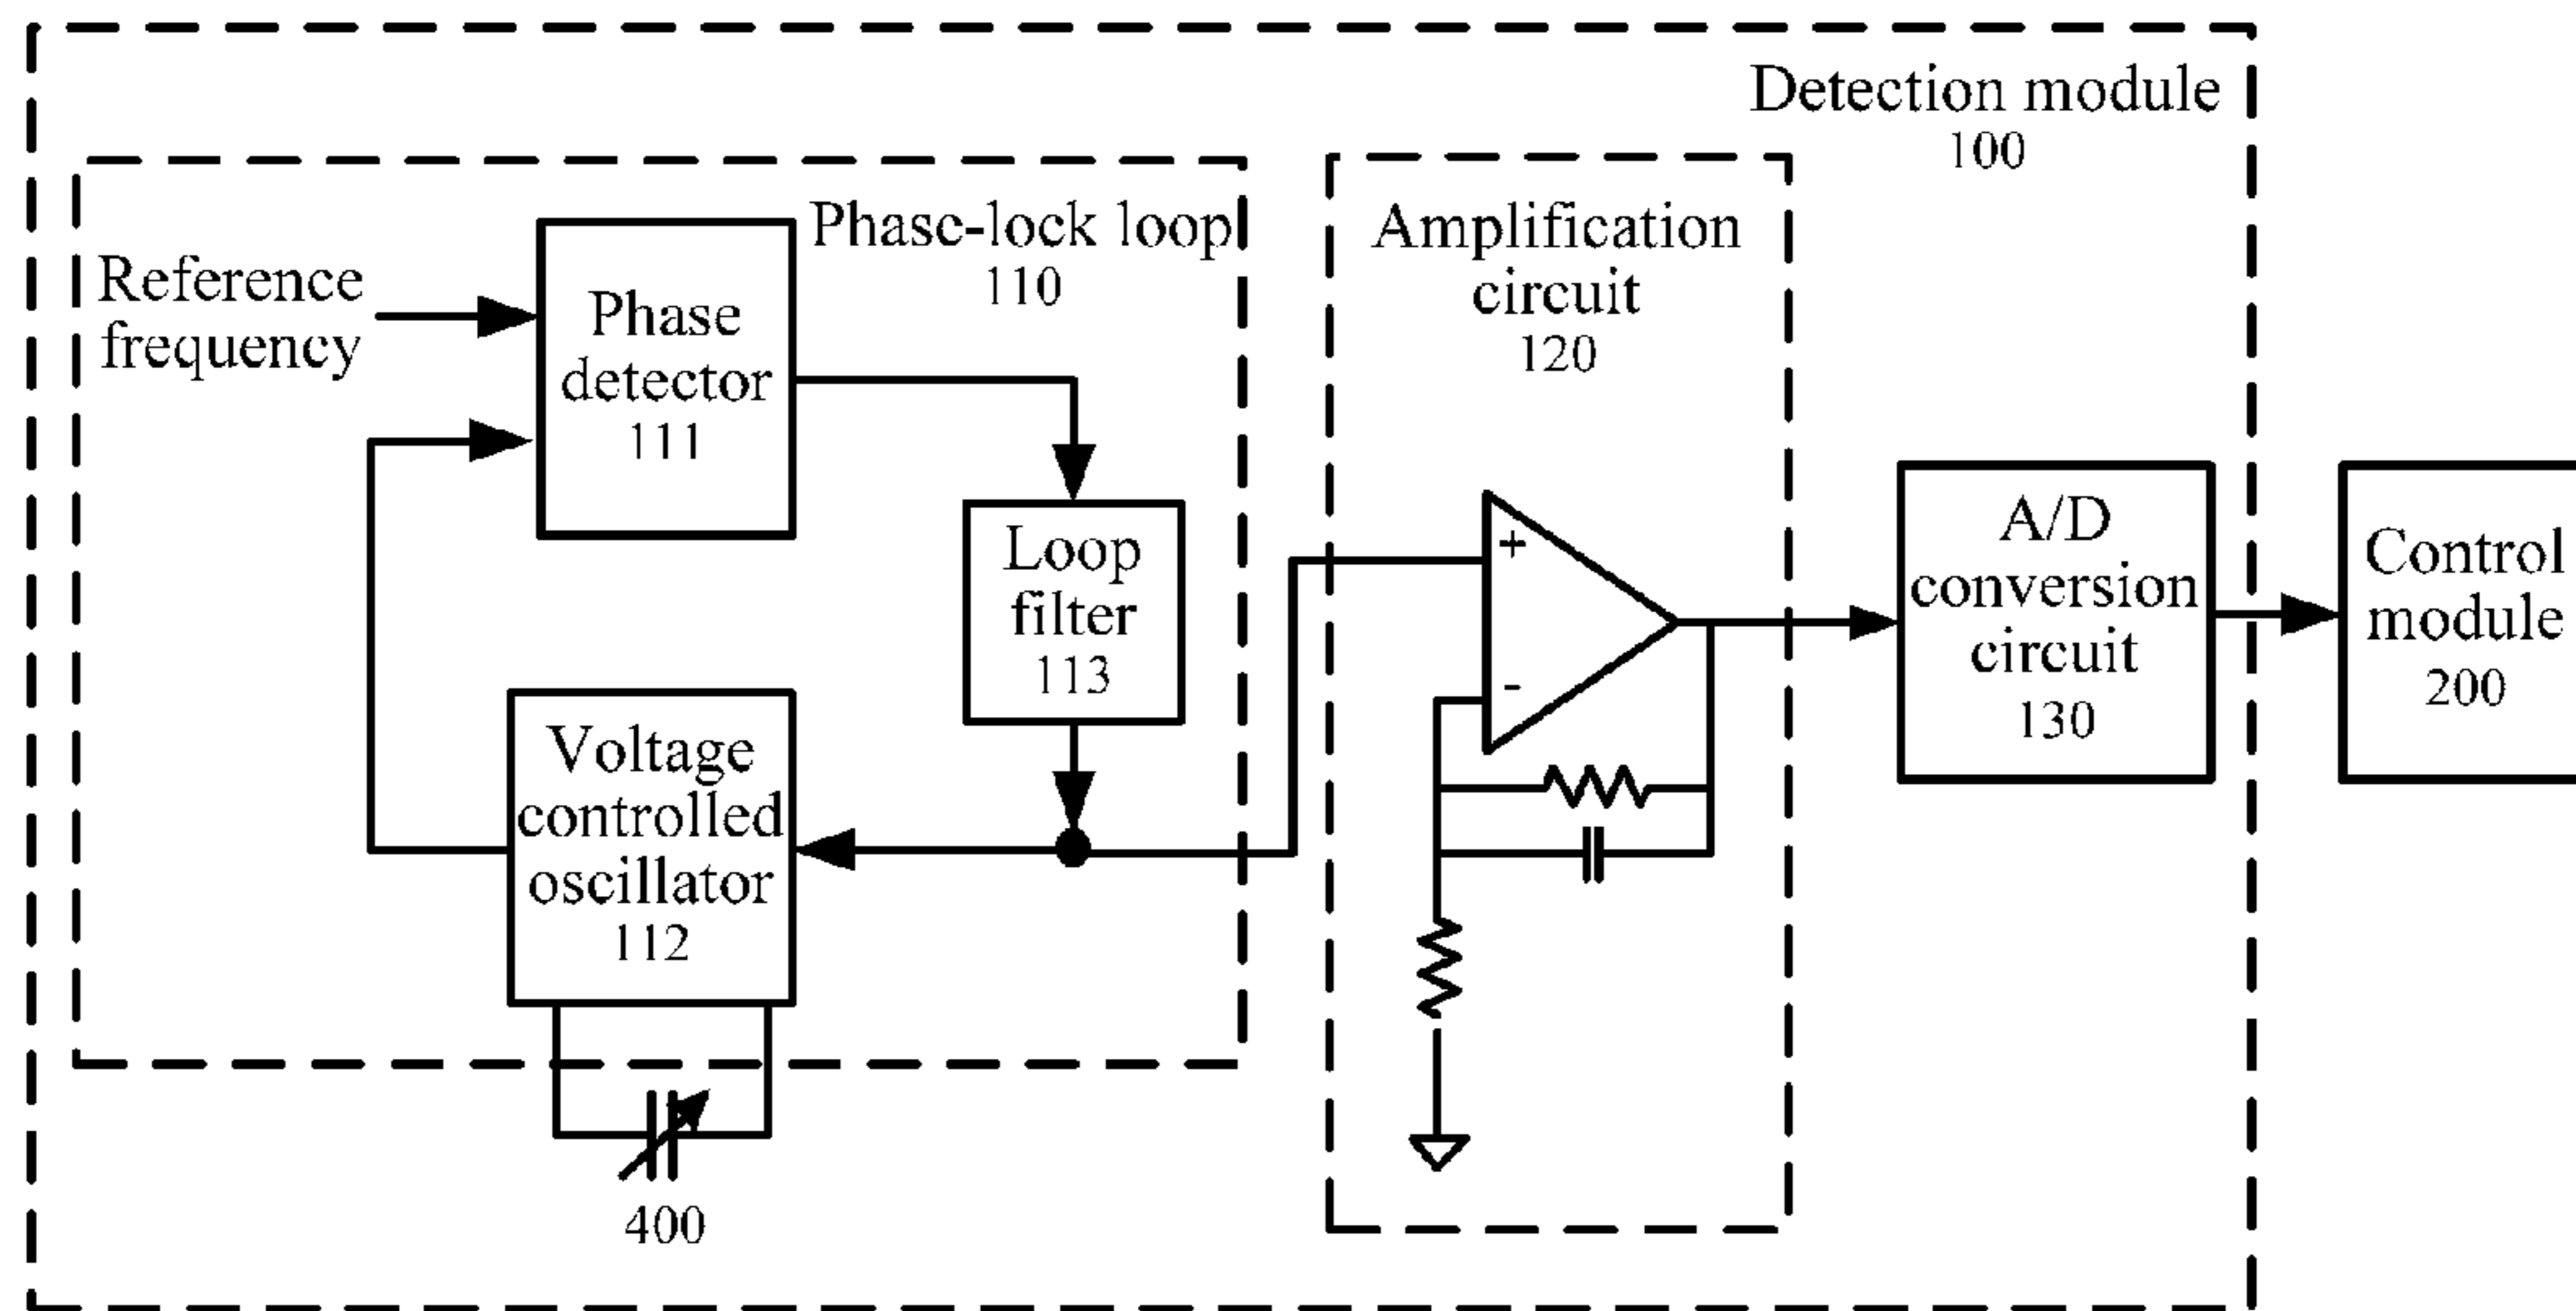 Detection module
100
Phase-lock loop
110
Reference
frequency
Phase
detector
111
Loop
filter
113
Voltage
controlled
oscillator
112
400
Amplification
circuit
120
+
-
A/D
conversion
circuit
130
Control
module
200